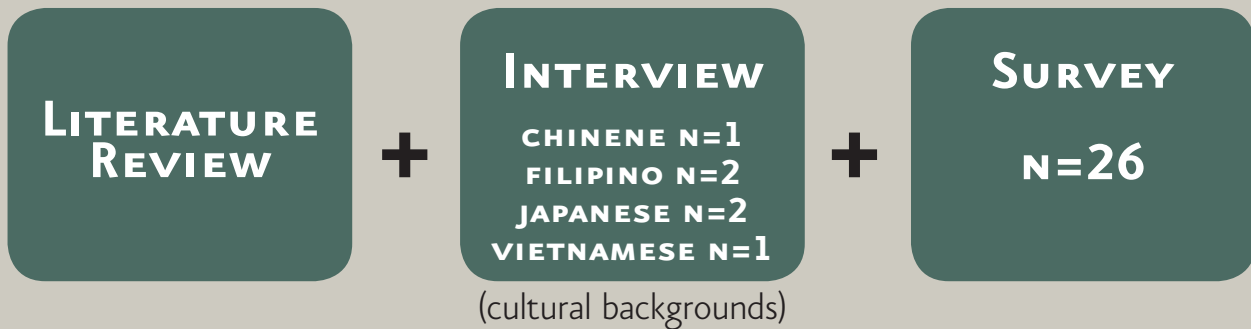 LITERATURE
REVIEW
+
INTERVIEW
CHINENE N=1
FILIPINO N=2
JAPANESE N=2
VIETNAMESE N=1
(cultural backgrounds)
+
SURVEY
N=26